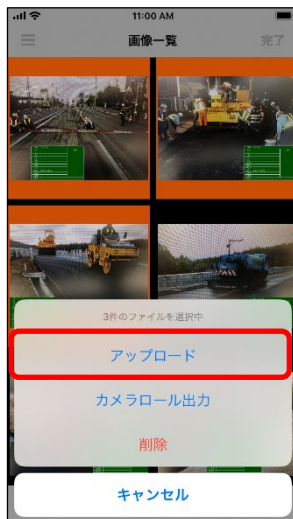 11:00 AM
画像一覧
完了
3件のファイルを選択中
アップロード
カメラロール出力
削除
キャンセル